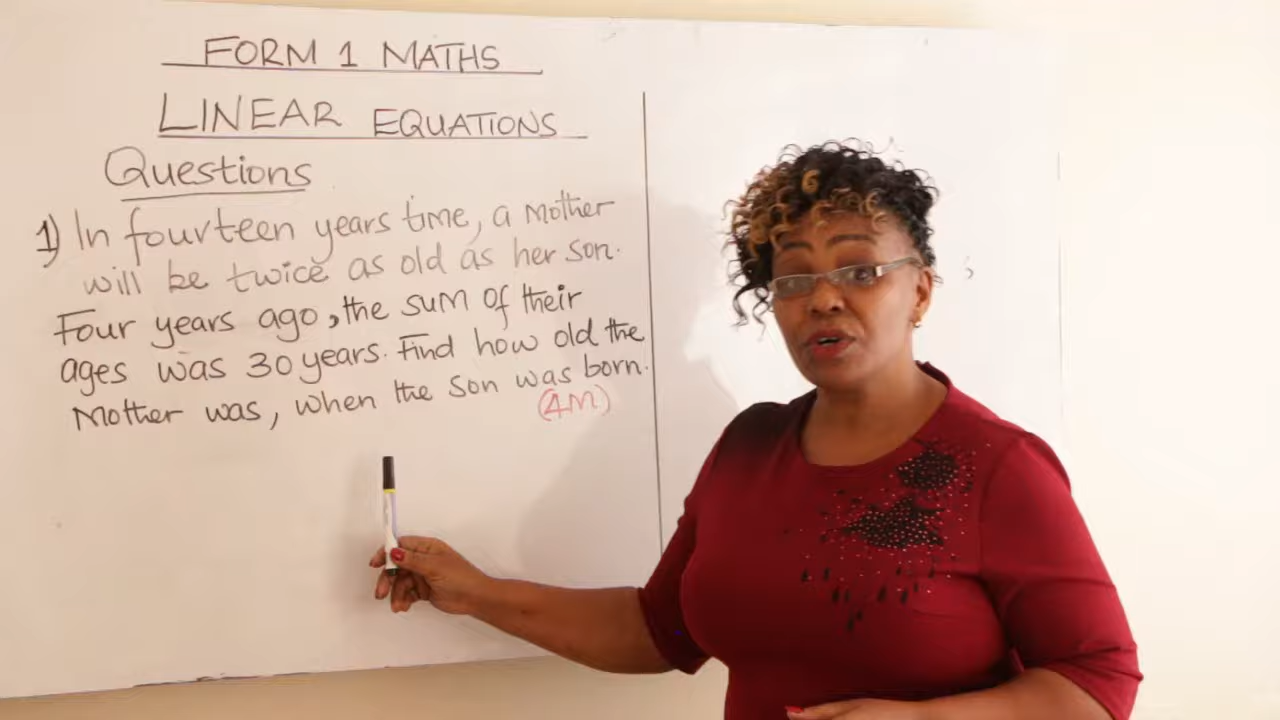 FORM 1 MATHS
LINEAR EQUATIONS
Questions
1) In fourteen years time, a Mother
will be twice as old as her son.
Four years ago, the sum of their
ages was 30 years. Find how old the
Mother was, when the son was born.
(4M)